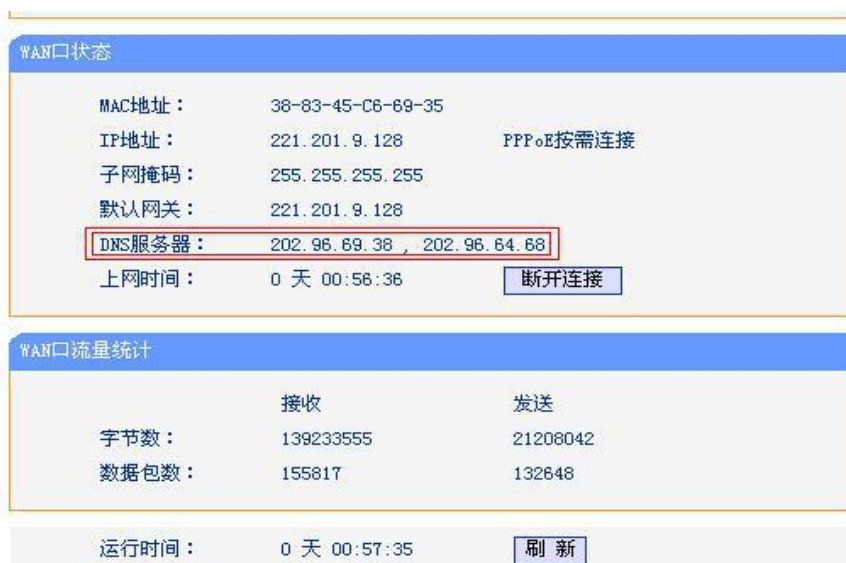 WAN口状态
MAC地址： 38-83-45-C6-69-35
IP地址： 221.201.9.128 PPPoE按需连接
子网掩码： 255.255.255.255
默认网关： 221.201.9.128
DNS服务器： 202.96.69.38 , 202.96.64.68
上网时间： 0 天 00:56:36 断开连接
WAN口流量统计
接收 发送
字节数： 139233555 21208042
数据包数： 155817 132648
运行时间： 0 天 00:57:35 刷 新